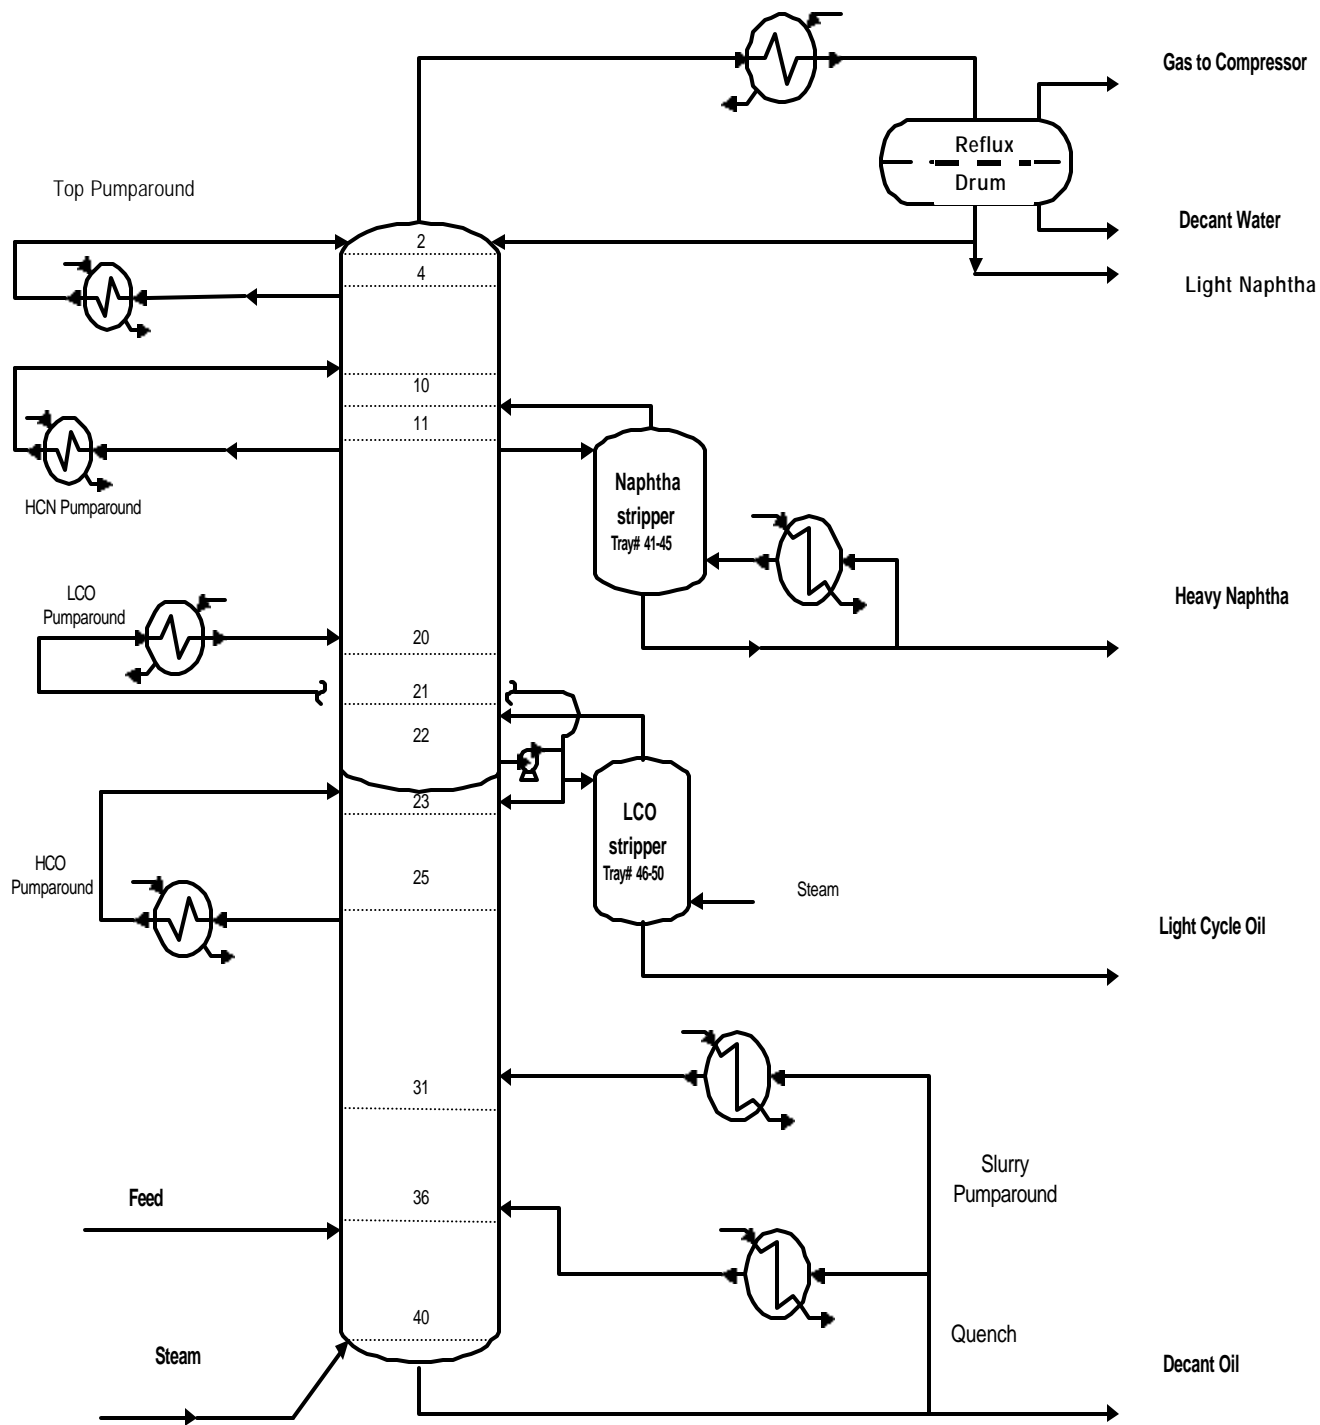 Gas to Compressor
Reflux
Drum
Top Pumparound
Decant Water
2
4
Light Naphtha
10
11
Naphtha
stripper
Tray# 41-45
HCN Pumparound
LCO
Pumparound
Heavy Naphtha
20
21
22
23
LCO
stripper
Tray# 46-50
HCO
Pumparound
25
Steam
Light Cycle Oil
31
Slurry
Pumparound
Feed
36
40
Quench
Steam
Decant Oil